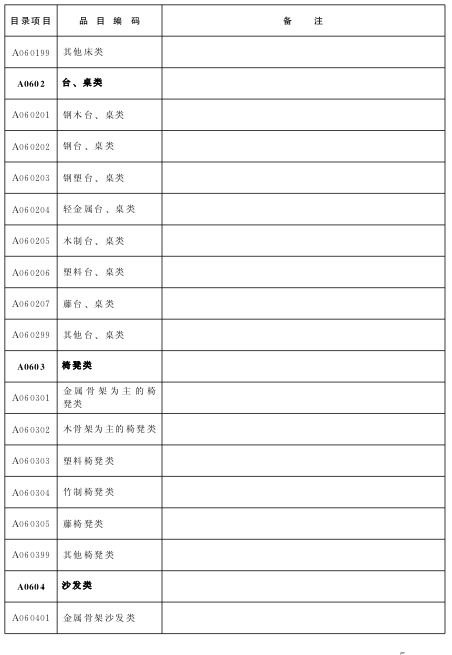 目录项目 品目编码 备注
A060199 其他床类
A0602 台、桌类
A060201 钢木台、桌类
A060202 钢台、桌类
A060203 钢塑台、桌类
A060204 轻金属台、桌类
A060205 木制台、桌类
A060206 塑料台、桌类
A060207 藤台、桌类
A060299 其他台、桌类
A0603 椅凳类
A060301 金属骨架为主的椅
凳类
A060302 木骨架为主的椅凳类
A060303 塑料椅凳类
A060304 竹制椅凳类
A060305 藤椅凳类
A060399 其他椅凳类
A0604 沙发类
A060401 金属骨架沙发类